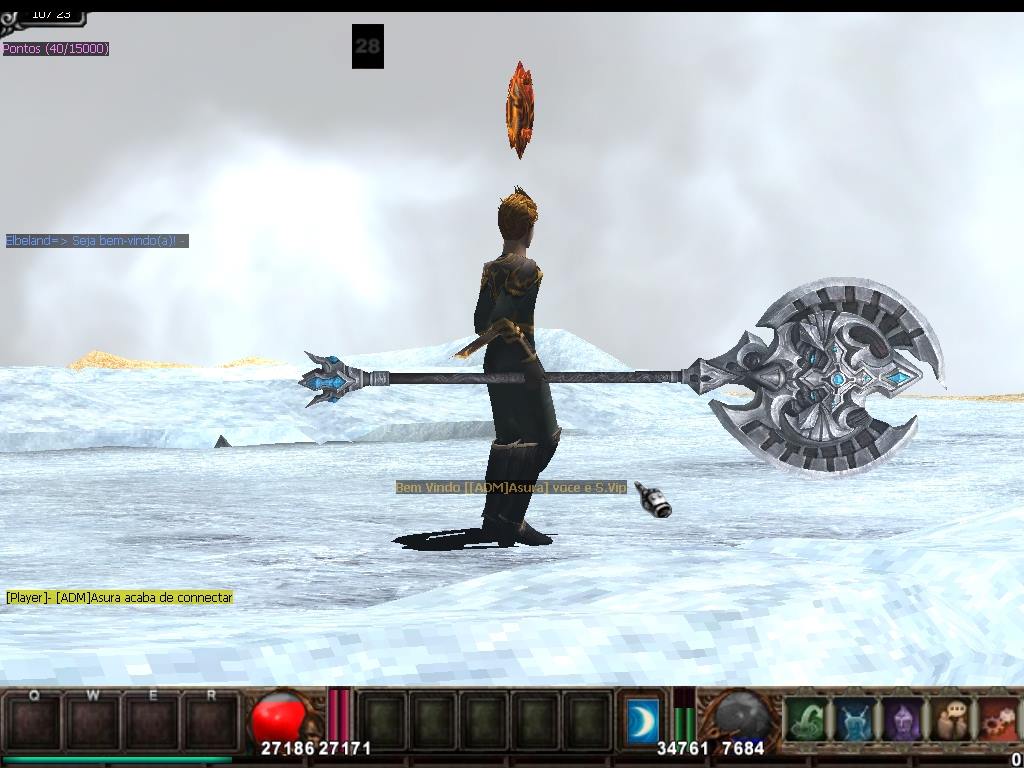 10 / 23
Pontos (40/15000)
28
Elbeland=> Seja bem-vindo(a)! -
Bem Vindo [[ADM]Asura] voce e S.Vip
[Player]- [ADM]Asura acaba de connectar
Q W E R
27186 27171 34761 7684
0